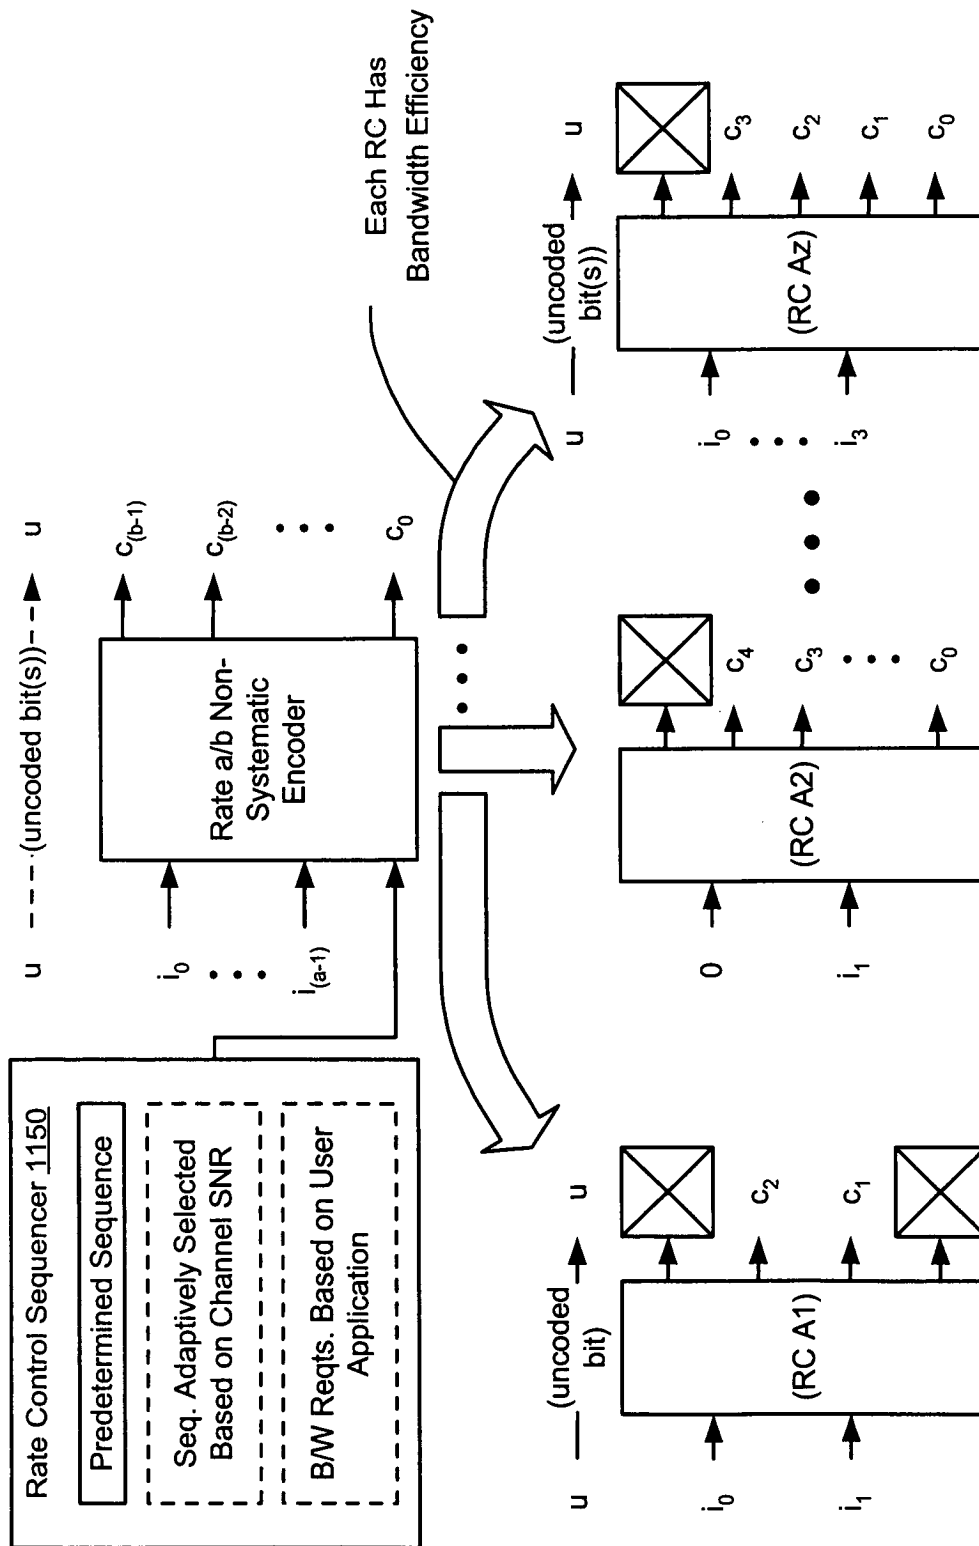 Rate Control Sequencer 1150
Predetermined Sequence
Seq. Adaptively Selected
Based on Channel SNR
B/W Reqts. Based on User
Application
u (uncoded bit(s)) u
i0
i(a-1)
Rate a/b Non-
Systematic
Encoder
c(b-1)
c(b-2)
c0
Each RC Has
Bandwidth Efficiency
u (uncoded
bit) u
i0
i1
(RC A1)
c2
c1
0
i1
(RC A2)
c4
c3
c0
u (uncoded
bit(s)) u
i0
i3
(RC Az)
c3
c2
c1
c0